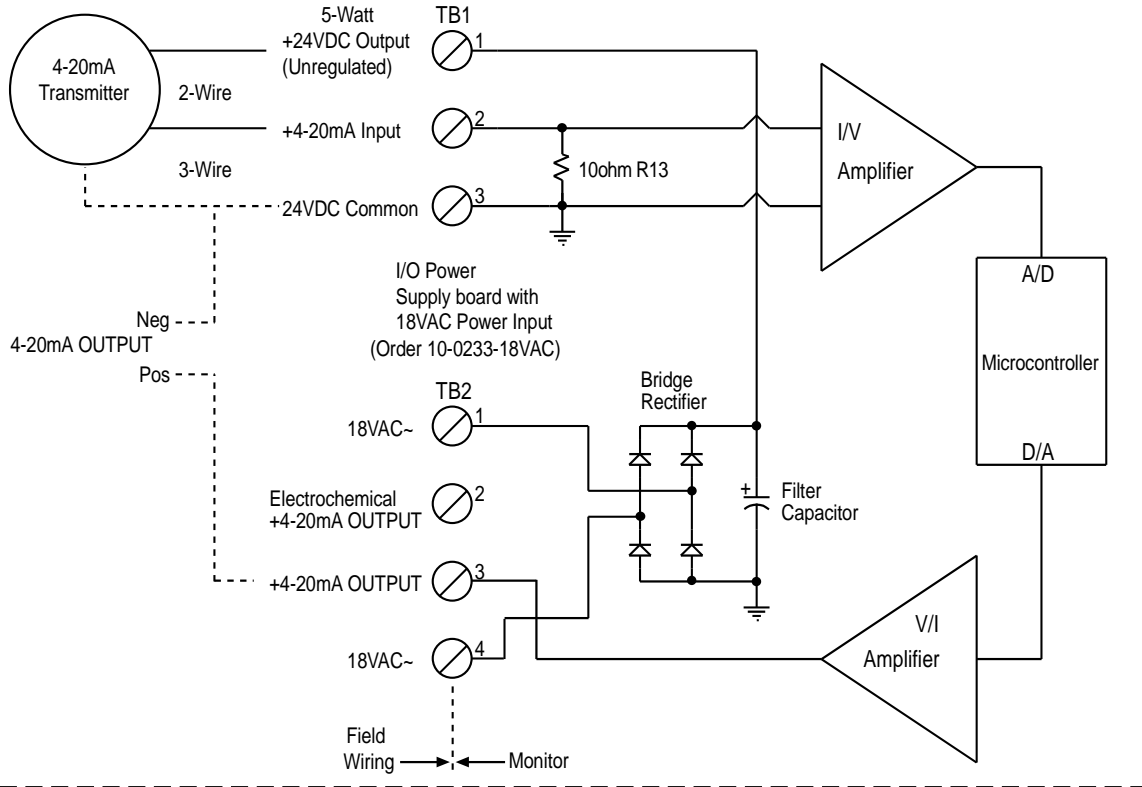 5-Watt
TB1
+24VDC Output
(Unregulated)
1
4-20mA
Transmitter
2-Wire
+4-20mA Input
2
I/V
Amplifier
3-Wire
10ohm R13
24VDC Common
3
I/O Power
Supply board with
18VAC Power Input
(Order 10-0233-18VAC)
A/D
Microcontroller
D/A
Neg
4-20mA OUTPUT
Pos
TB2
Bridge
Rectifier
18VAC~
1
Electrochemical
+4-20mA OUTPUT
2
+
Filter
Capacitor
+4-20mA OUTPUT
3
V/I
Amplifier
18VAC~
4
Field
Wiring
Monitor